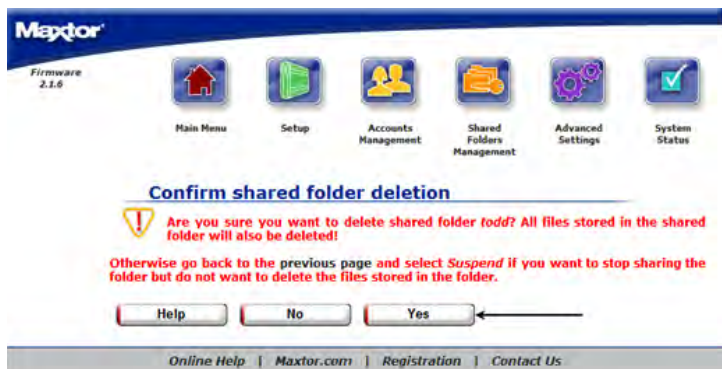 Maxtor
Firmware
2.1.6
Main Menu
Setup
Accounts
Management
Shared
Folders
Management
Advanced
Settings
System
Status
Confirm shared folder deletion
Are you sure you want to delete shared folder todd? All files stored in the shared
folder will also be deleted!
Otherwise go back to the previous page and select Suspend if you want to stop sharing the
folder but do not want to delete the files stored in the folder.
Help
No
Yes
Online Help | Maxtor.com | Registration | Contact Us